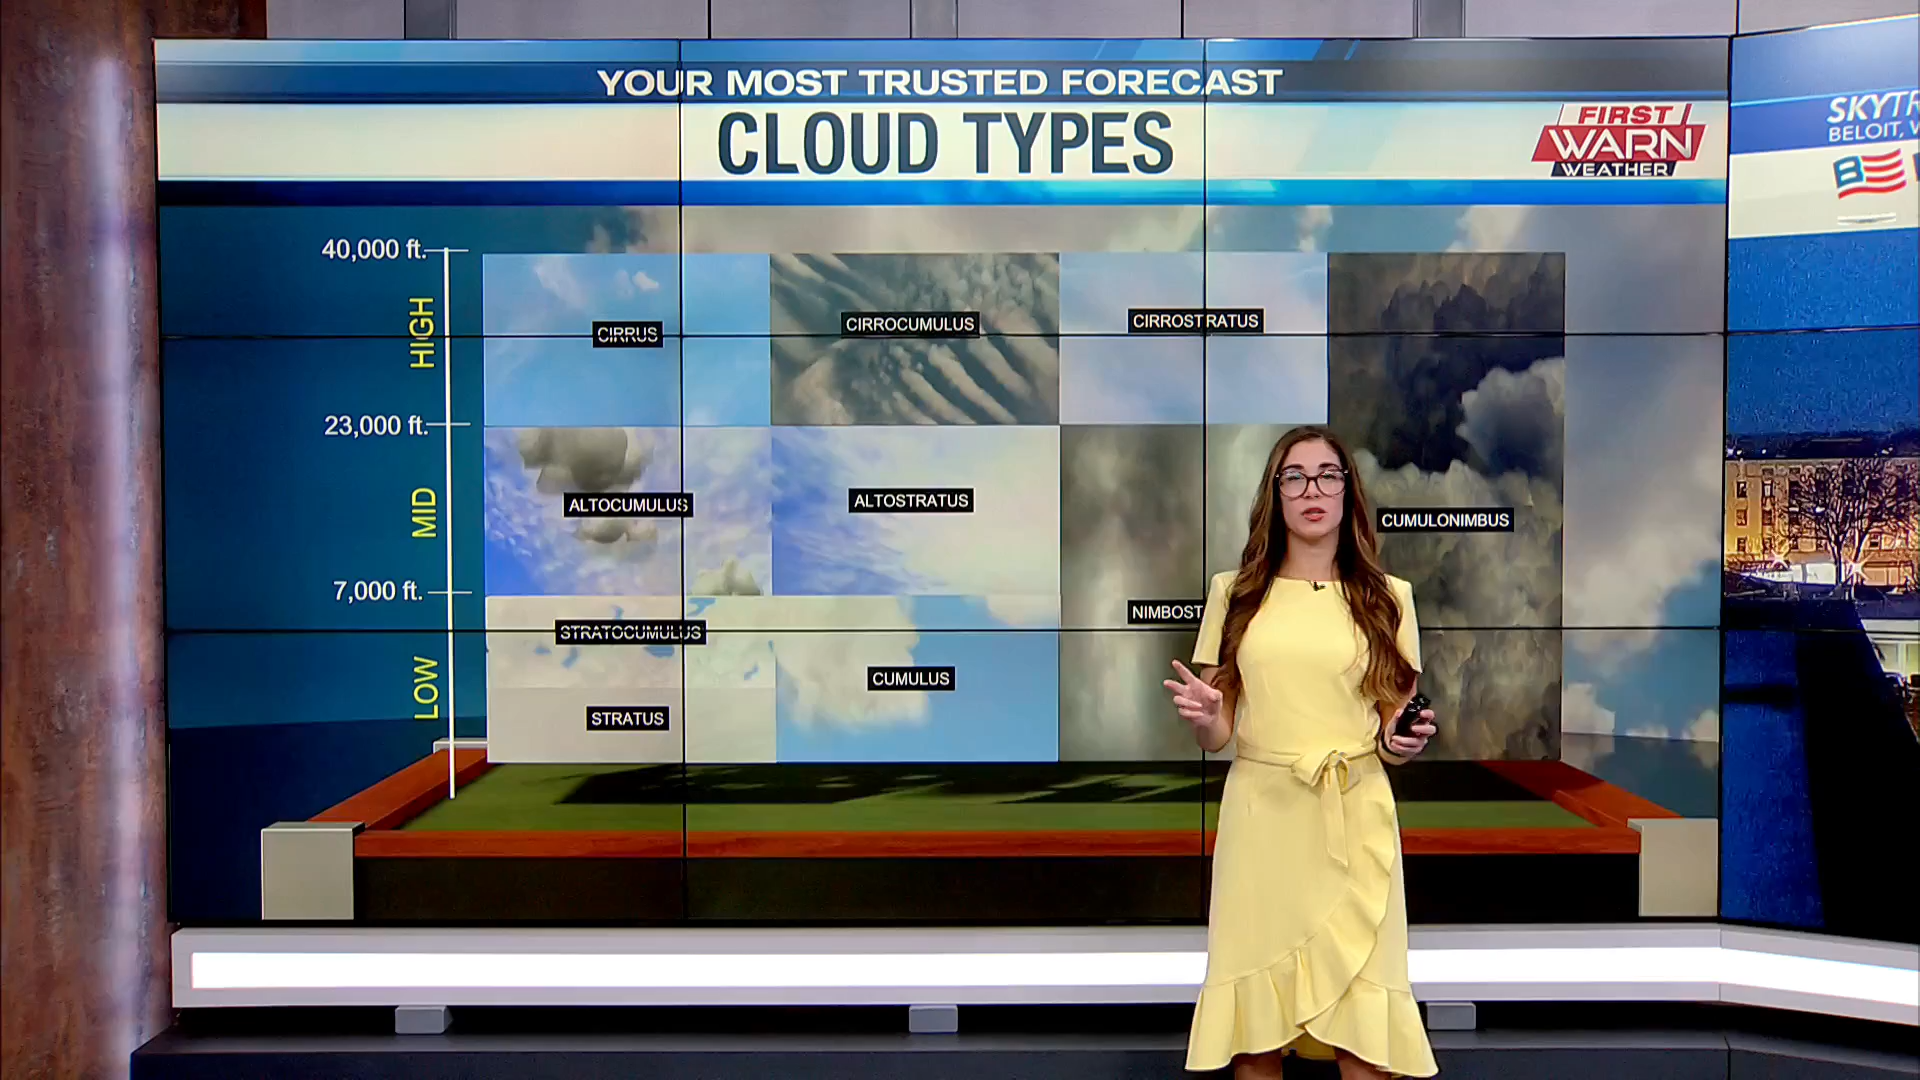 YOUR MOST TRUSTED FORECAST
CLOUD TYPES
FIRST
WARN
WEATHER
SKYTR
BELOIT, W
B
40,000 ft.
HIGH
CIRRUS
CIRROCUMULUS
CIRROSTRATUS
23,000 ft.
MID
ALTOCUMULUS
ALTOSTRATUS
CUMULONIMBUS
7,000 ft.
NIMBOST
LOW
STRATOCUMULUS
CUMULUS
STRATUS